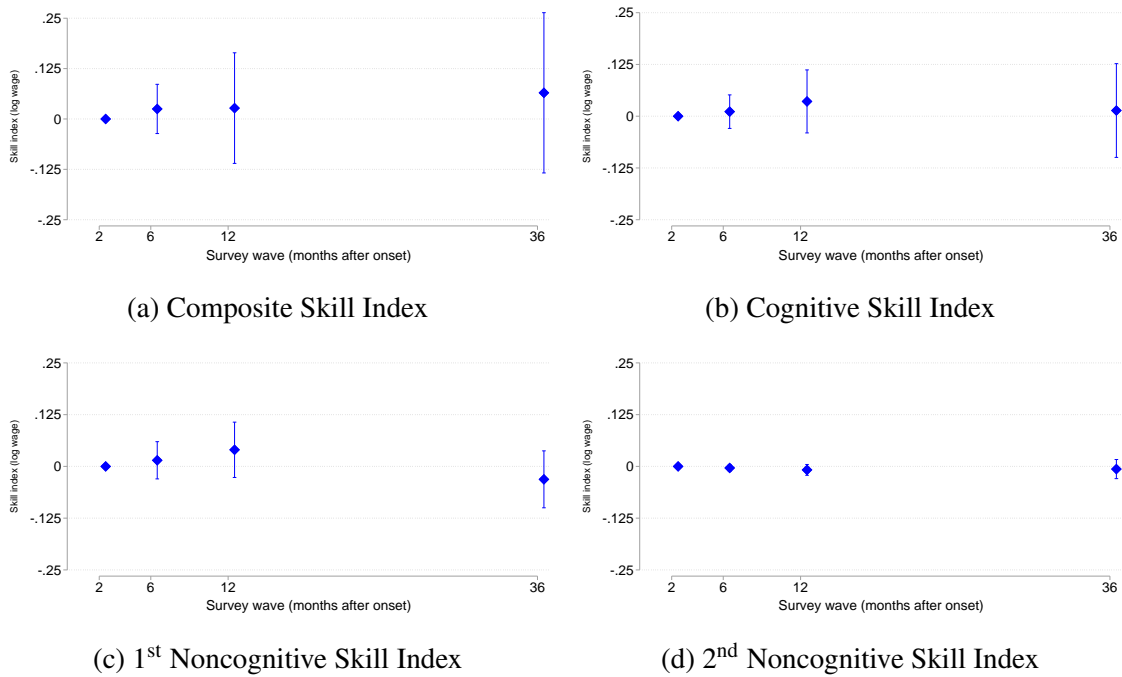 .25
.125
0
-.125
-.25
Skill index (log wage)
2 6 12 36
Survey wave (months after onset)
(a) Composite Skill Index
.25
.125
0
-.125
-.25
Skill index (log wage)
2 6 12 36
Survey wave (months after onset)
(b) Cognitive Skill Index
.25
.125
0
-.125
-.25
Skill index (log wage)
2 6 12 36
Survey wave (months after onset)
(c) 1st Noncognitive Skill Index
.25
.125
0
-.125
-.25
Skill index (log wage)
2 6 12 36
Survey wave (months after onset)
(d) 2nd Noncognitive Skill Index